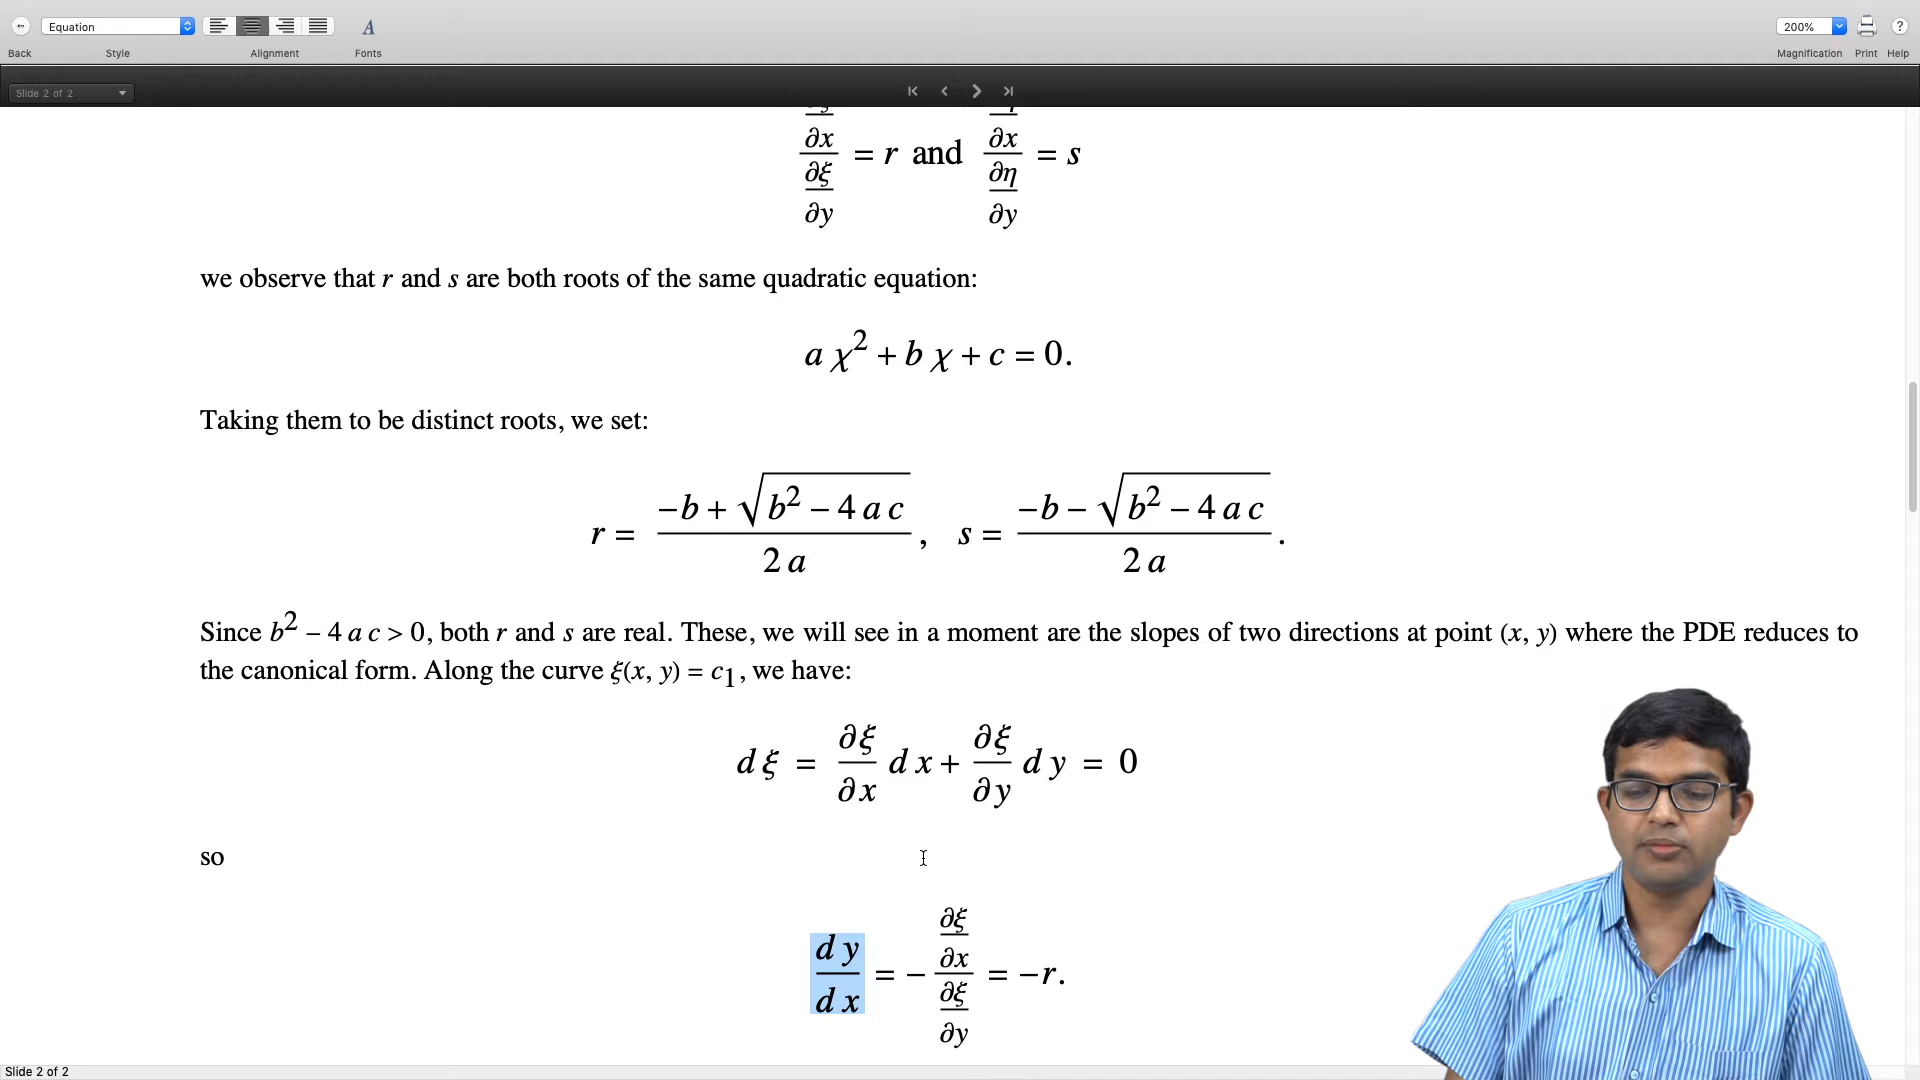 Equation
200%
Back
Style
Alignment
Fonts
Magnification
Print
Help
Slide 2 of 2
∂x
∂ξ
∂y
= r and
∂x
∂η
∂y
= s
we observe that r and s are both roots of the same quadratic equation:
a χ² + b χ + c = 0.
Taking them to be distinct roots, we set:
r = (−b + √(b² − 4 a c)) / (2 a), s = (−b − √(b² − 4 a c)) / (2 a).
Since b² − 4 a c > 0, both r and s are real. These, we will see in a moment are the slopes of two directions at point (x, y) where the PDE reduces to
the canonical form. Along the curve ξ(x, y) = c₁, we have:
d ξ = ∂ξ/∂x d x + ∂ξ/∂y d y = 0
so
d y/d x = − (∂ξ/∂x)/(∂ξ/∂y) = −r.
Slide 2 of 2